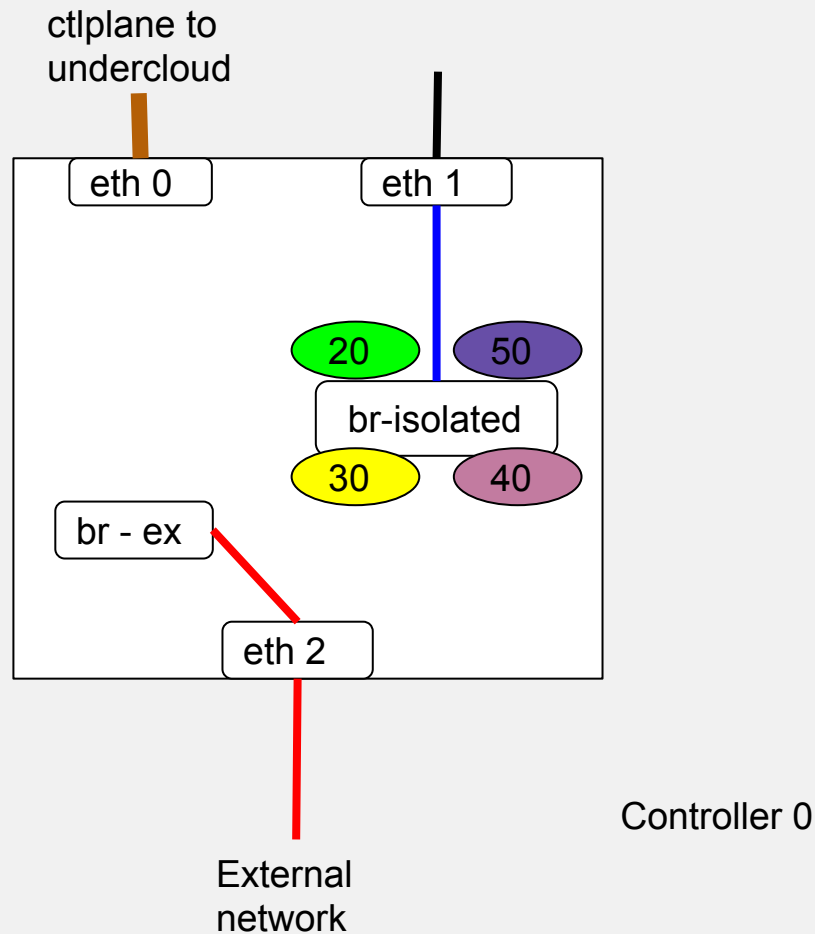 ctlplane to
undercloud
eth 0
eth 1
20
50
br-isolated
30
40
br - ex
eth 2
Controller 0
External
network